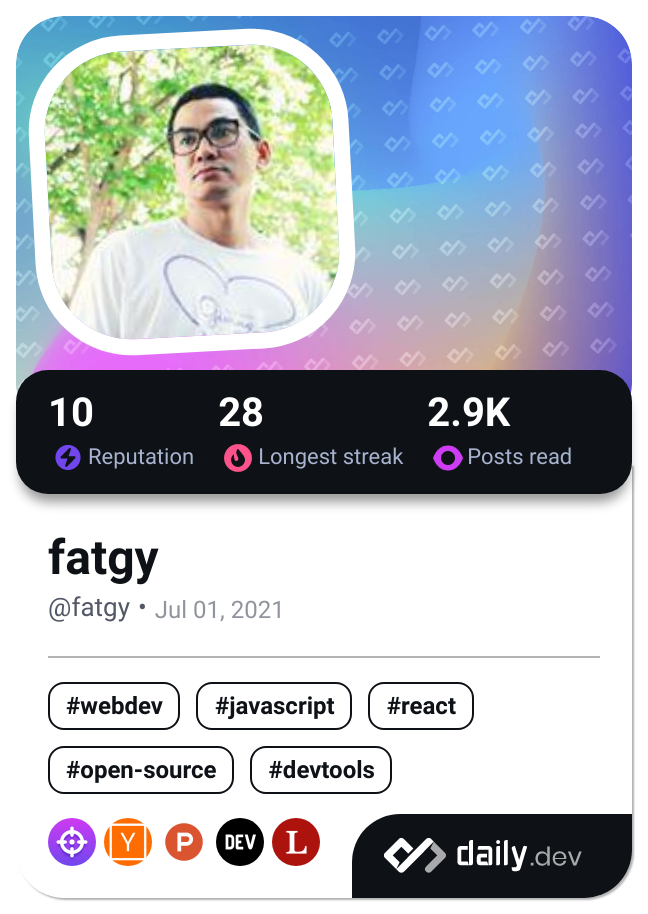 10 28 2.9K
Reputation Longest streak Posts read
fatgy
@fatgy • Jul 01, 2021
#webdev #javascript #react
#open-source #devtools
Y P DEV L
daily.dev